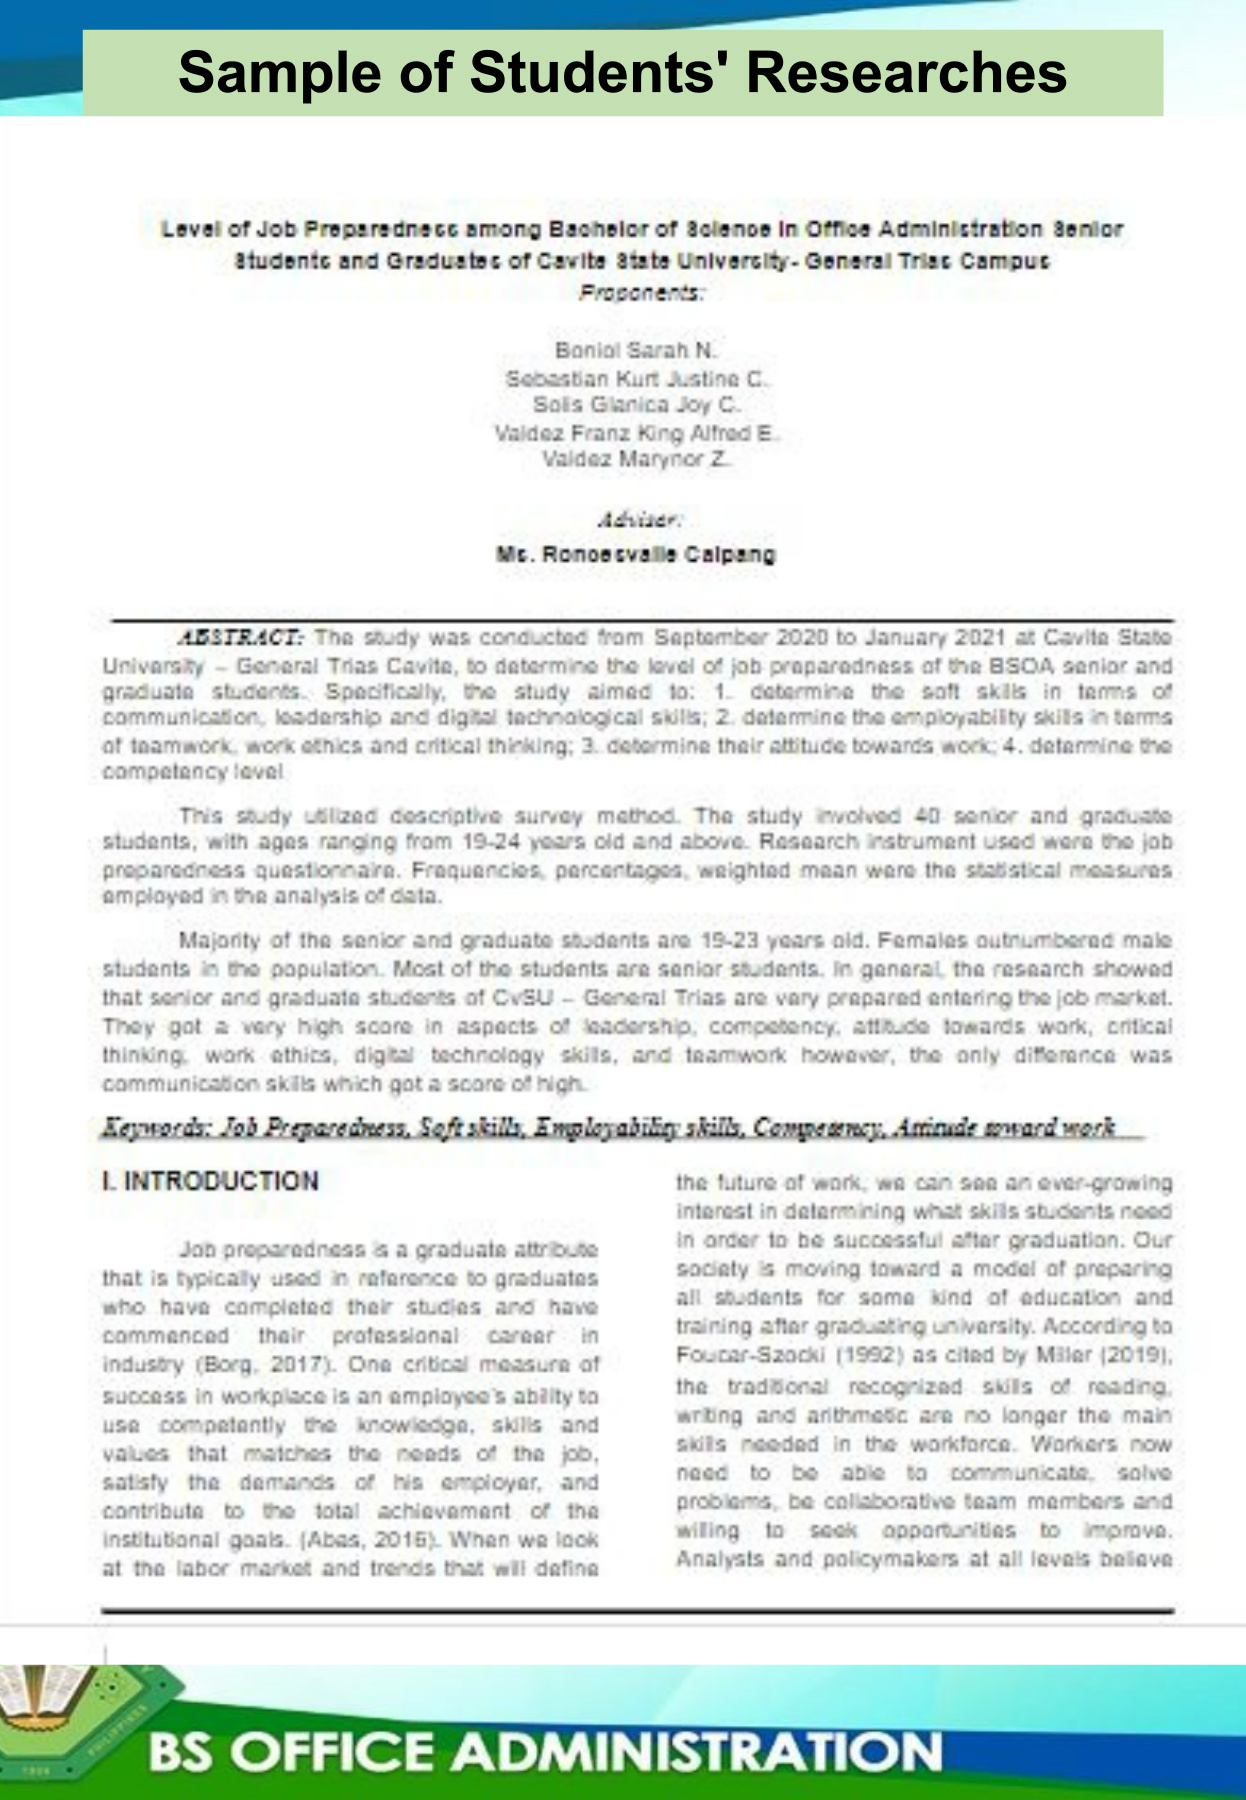 Sample of Students' Researches
Level of Job Preparedness among Bachelor of Science in Office Administration Senior
Students and Graduates of Cavite State University- General Trias Campus
Proponents:
Boniol Sarah N.
Sebastian Kurt Justine C.
Solis Gianica Joy C.
Valdez Franz King Alfred E.
Valdez Marynor Z.
Adviser:
Ms. Roncesvalle Calpang
ABSTRACT: The study was conducted from September 2020 to January 2021 at Cavite State
University – General Trias Cavite, to determine the level of job preparedness of the BSOA senior and
graduate students. Specifically, the study aimed to: 1. determine the soft skills in terms of
communication, leadership and digital technological skills; 2. determine the employability skills in terms
of teamwork, work ethics and critical thinking; 3. determine their attitude towards work; 4. determine the
competency level
This study utilized descriptive survey method. The study involved 40 senior and graduate
students, with ages ranging from 19-24 years old and above. Research instrument used were the job
preparedness questionnaire. Frequencies, percentages, weighted mean were the statistical measures
employed in the analysis of data.
Majority of the senior and graduate students are 19-23 years old. Females outnumbered male
students in the population. Most of the students are senior students. In general, the research showed
that senior and graduate students of CvSU – General Trias are very prepared entering the job market.
They got a very high score in aspects of leadership, competency, attitude towards work, critical
thinking, work ethics, digital technology skills, and teamwork however, the only difference was
communication skills which got a score of high.
Keywords: Job Preparedness, Soft skills, Employability skills, Competency, Attitude toward work
I. INTRODUCTION
Job preparedness is a graduate attribute
that is typically used in reference to graduates
who have completed their studies and have
commenced their professional career in
industry (Borg, 2017). One critical measure of
success in workplace is an employee's ability to
use competently the knowledge, skills and
values that matches the needs of the job,
satisfy the demands of his employer, and
contribute to the total achievement of the
institutional goals. (Abas, 2016). When we look
at the labor market and trends that will define
the future of work, we can see an ever-growing
interest in determining what skills students need
in order to be successful after graduation. Our
society is moving toward a model of preparing
all students for some kind of education and
training after graduating university. According to
Foucar-Szocki (1992) as cited by Miller (2019),
the traditional recognized skills of reading,
writing and arithmetic are no longer the main
skills needed in the workforce. Workers now
need to be able to communicate, solve
problems, be collaborative team members and
willing to seek opportunities to improve.
Analysts and policymakers at all levels believe
PHILIPPINES
1906
BS OFFICE ADMINISTRATION